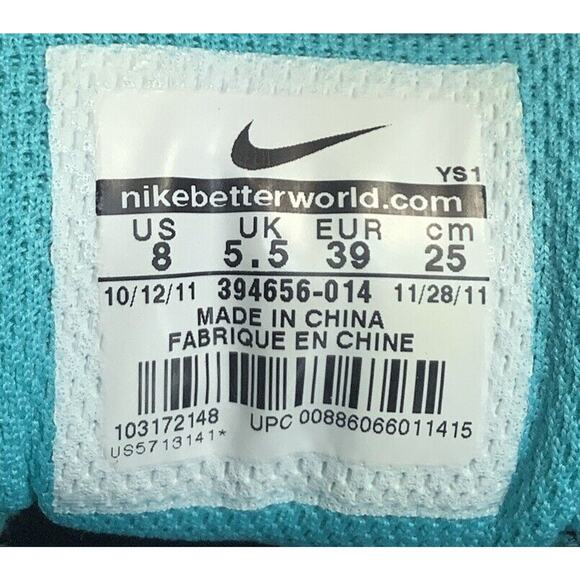 YS1
nikebetterworld.com
US UK EUR cm
8 5.5 39 25
10/12/11 394656-014 11/28/11
MADE IN CHINA
FABRIQUE EN CHINE
103172148 UPC 00886066011415
US5713141*